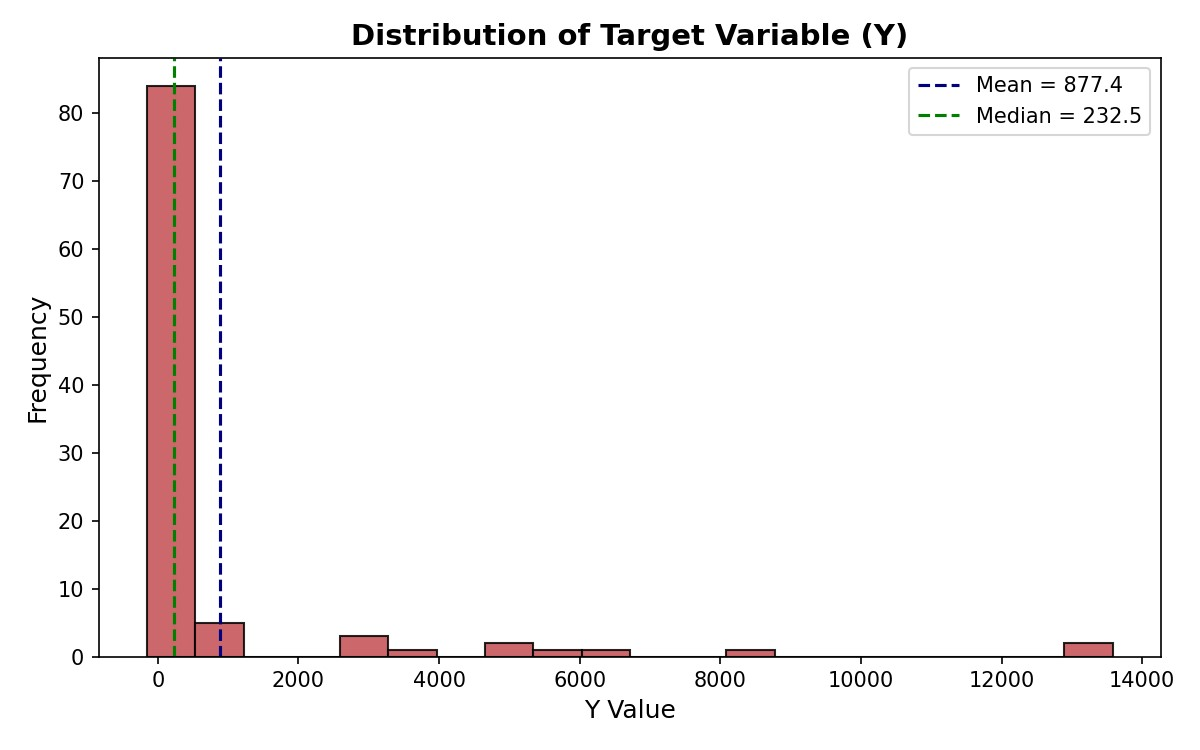 Distribution of Target Variable (Y)
Mean = 877.4
Median = 232.5
Frequency
80
70
60
50
40
30
20
10
0
0 2000 4000 6000 8000 10000 12000 14000
Y Value